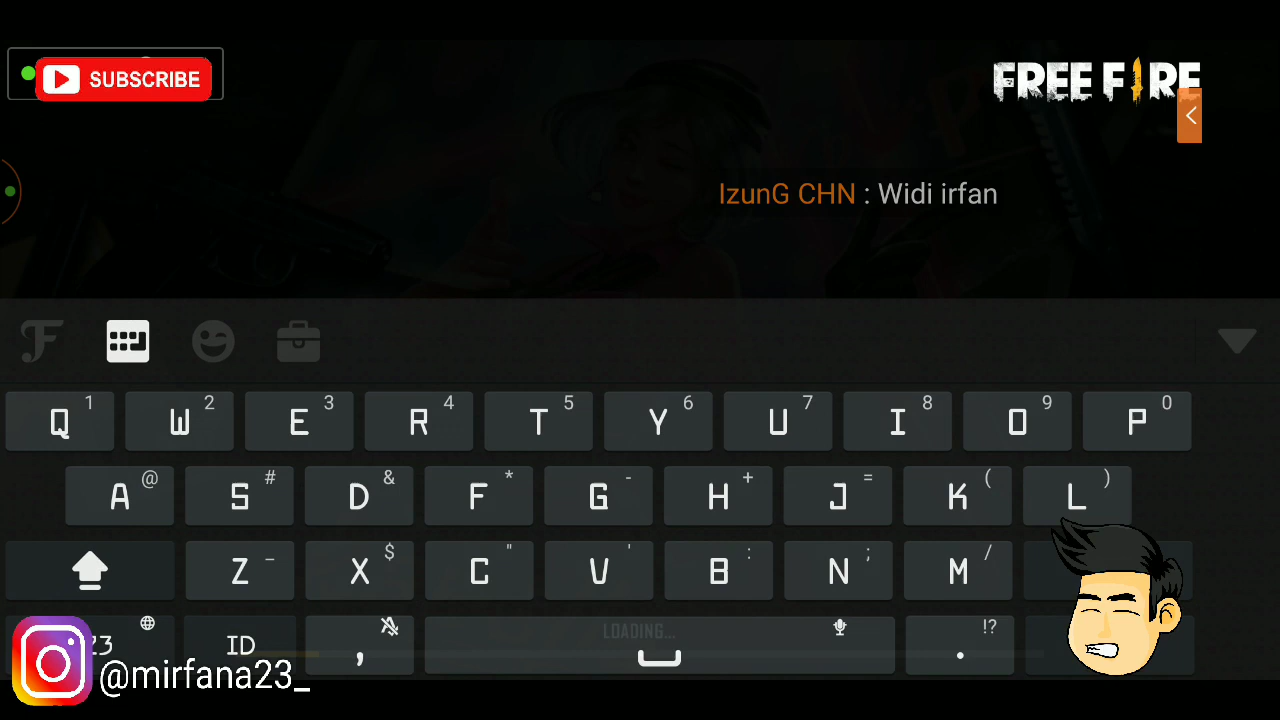 SUBSCRIBE
FREE FIRE
IzunG CHN : Widi irfan
Q 1 W 2 E 3 R 4 T 5 Y 6 U 7 I 8 O 9 P 0
A @ S # D & F * G - H + J = K ( L )
Z _ X $ C " V ' B : N ; M /
LOADING...
23 ID , . !?
@mirfana23_